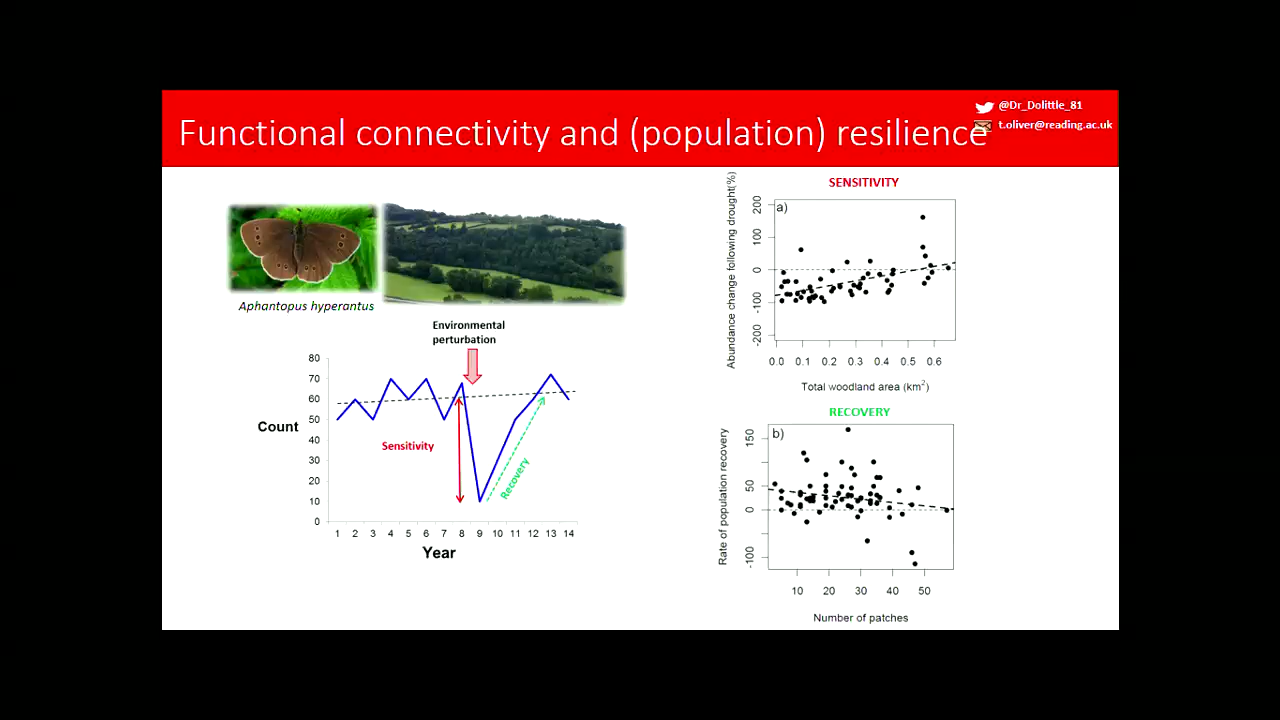 Functional connectivity and (population) resilience
@Dr_Dolittle_81
t.oliver@reading.ac.uk
Aphantopus hyperantus
Environmental
perturbation
80
70
60
50
40
30
20
10
0
Count
Sensitivity
Recovery
1 2 3 4 5 6 7 8 9 10 11 12 13 14
Year
SENSITIVITY
a)
Abundance change following drought(%)
200
100
0
-100
-200
0.0 0.1 0.2 0.3 0.4 0.5 0.6
Total woodland area (km²)
RECOVERY
b)
Rate of population recovery
150
50
0
-100
10 20 30 40 50
Number of patches